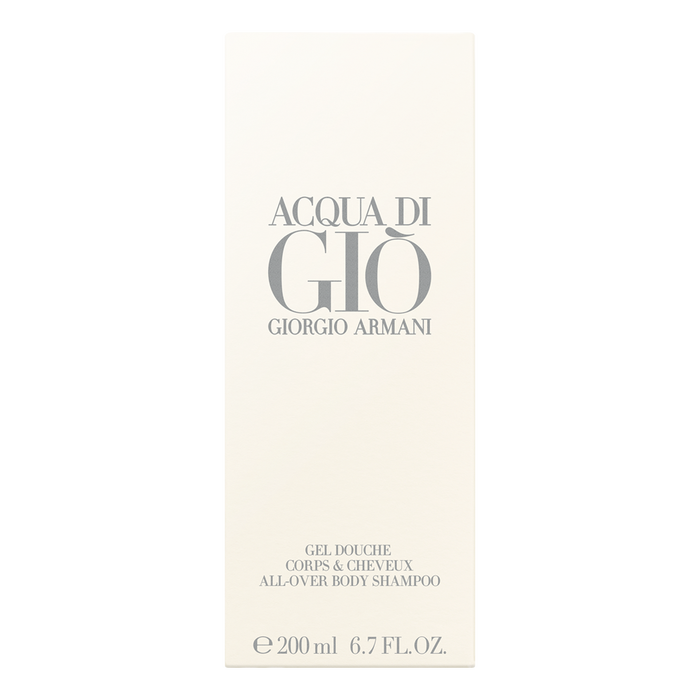 ACQUA DI
GIÒ
GIORGIO ARMANI
GEL DOUCHE
CORPS & CHEVEUX
ALL-OVER BODY SHAMPOO
℮ 200 ml 6.7 FL.OZ.